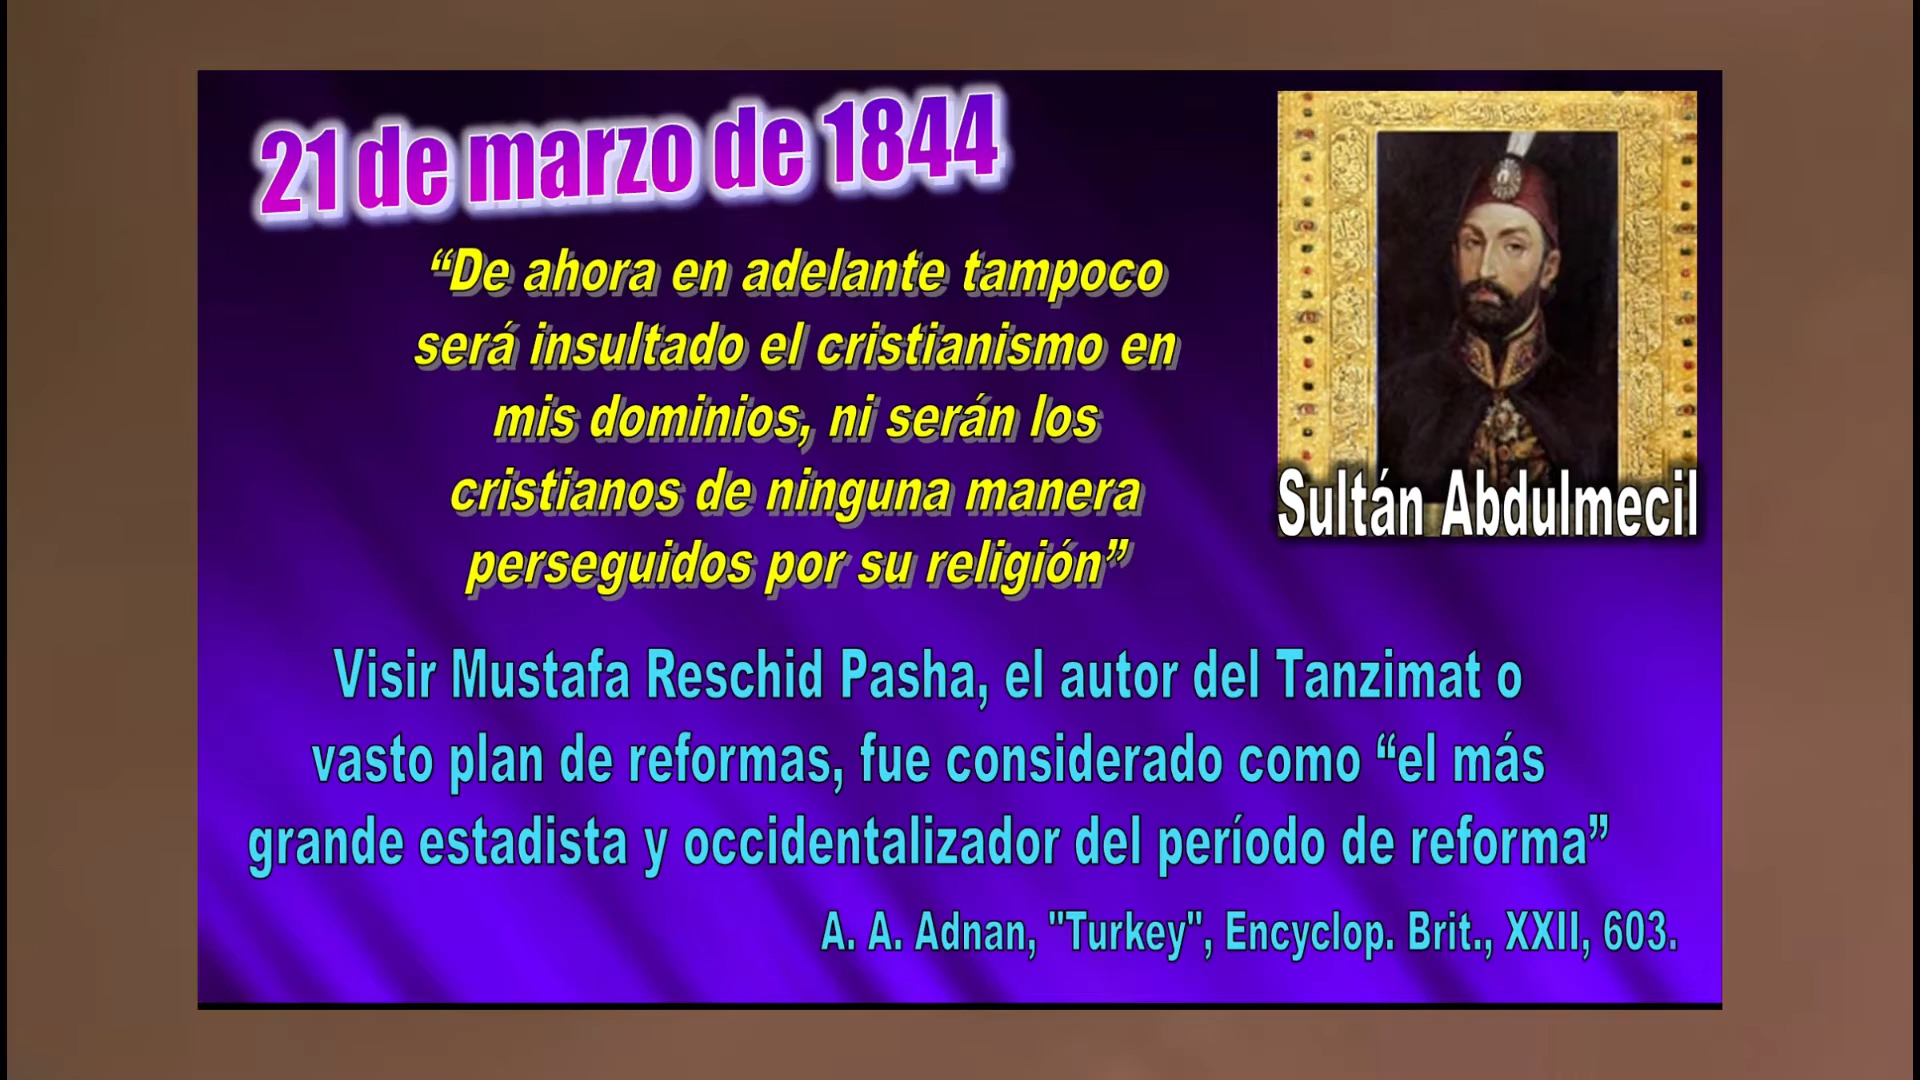 21 de marzo de 1844
“De ahora en adelante tampoco
será insultado el cristianismo en
mis dominios, ni serán los
cristianos de ninguna manera
perseguidos por su religión”
Sultán Abdulmecil
Visir Mustafa Reschid Pasha, el autor del Tanzimat o
vasto plan de reformas, fue considerado como “el más
grande estadista y occidentalizador del período de reforma”
A. A. Adnan, "Turkey", Encyclop. Brit., XXII, 603.